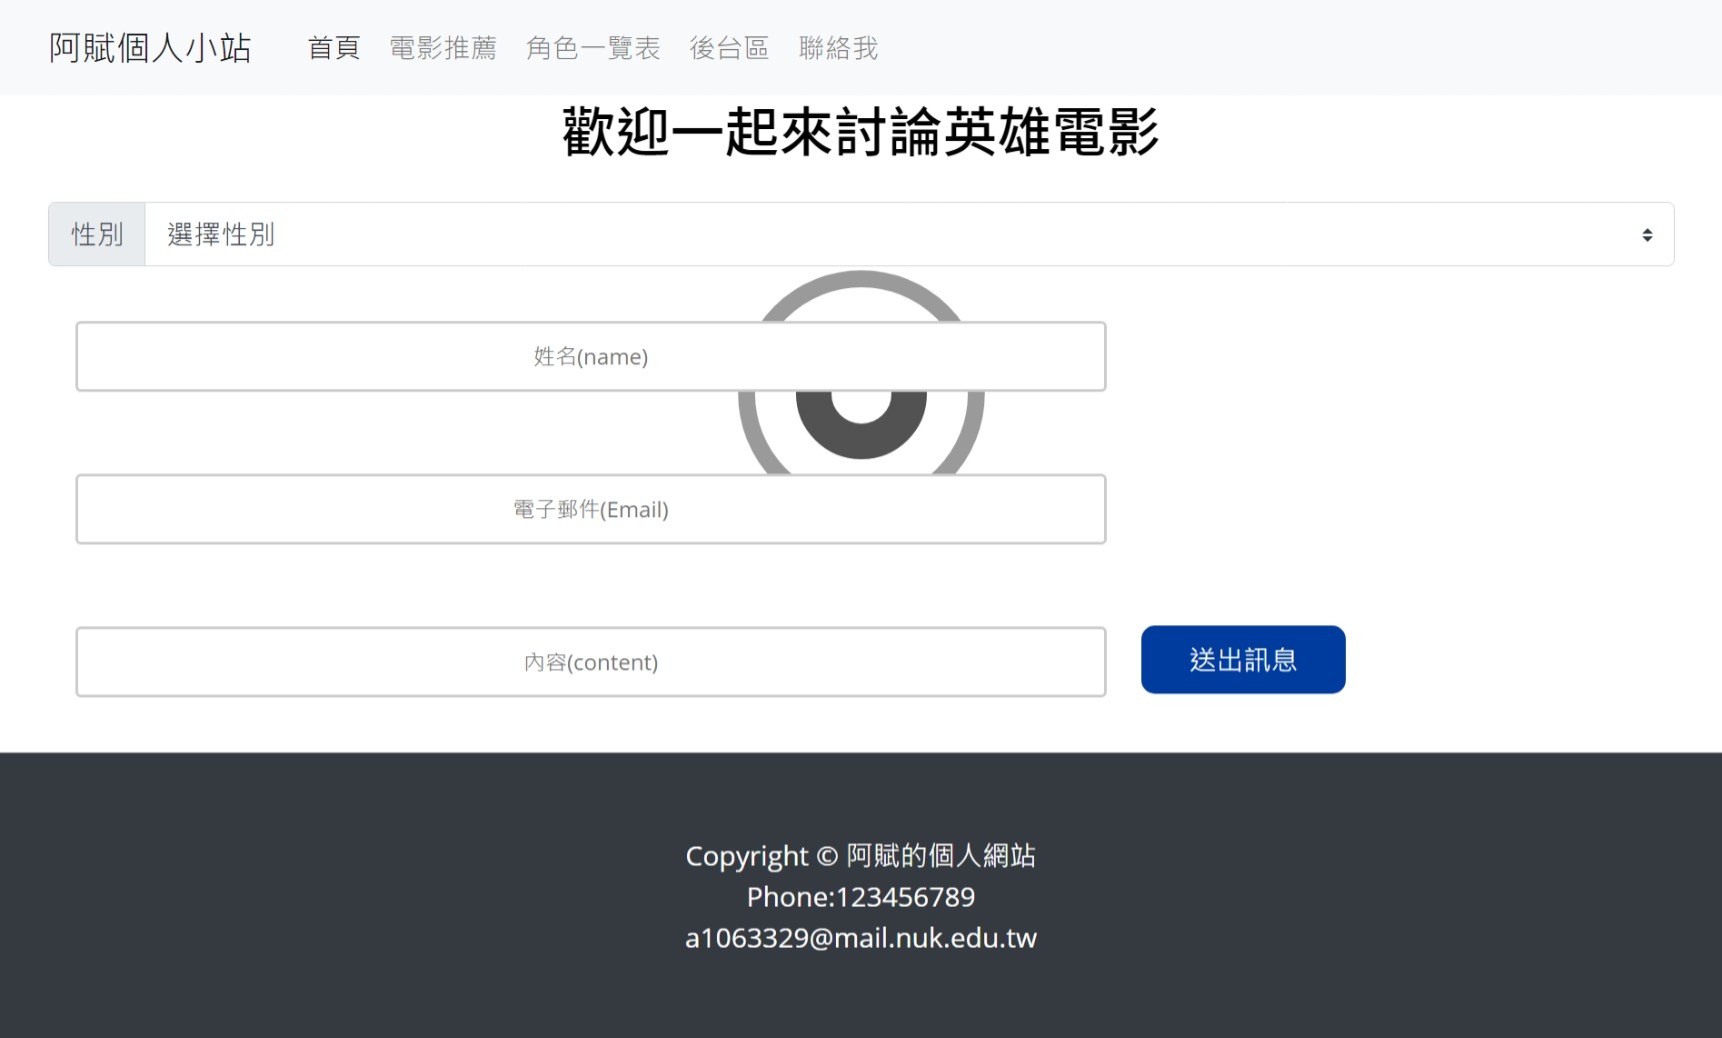 阿賦個人小站 首頁 電影推薦 角色一覽表 後台區 聯絡我
歡迎一起來討論英雄電影
性別 選擇性別
姓名(name)
電子郵件(Email)
內容(content) 送出訊息
Copyright © 阿賦的個人網站
Phone:123456789
a1063329@mail.nuk.edu.tw